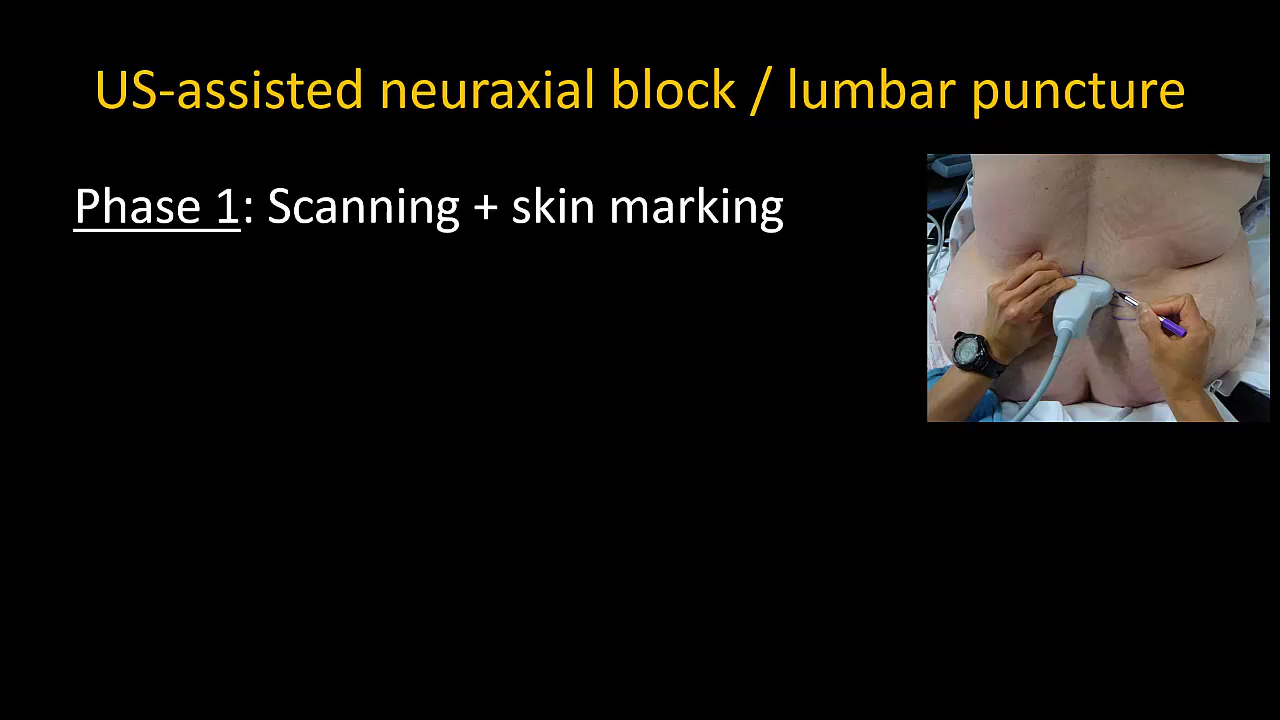 US-assisted neuraxial block / lumbar puncture
Phase 1: Scanning + skin marking